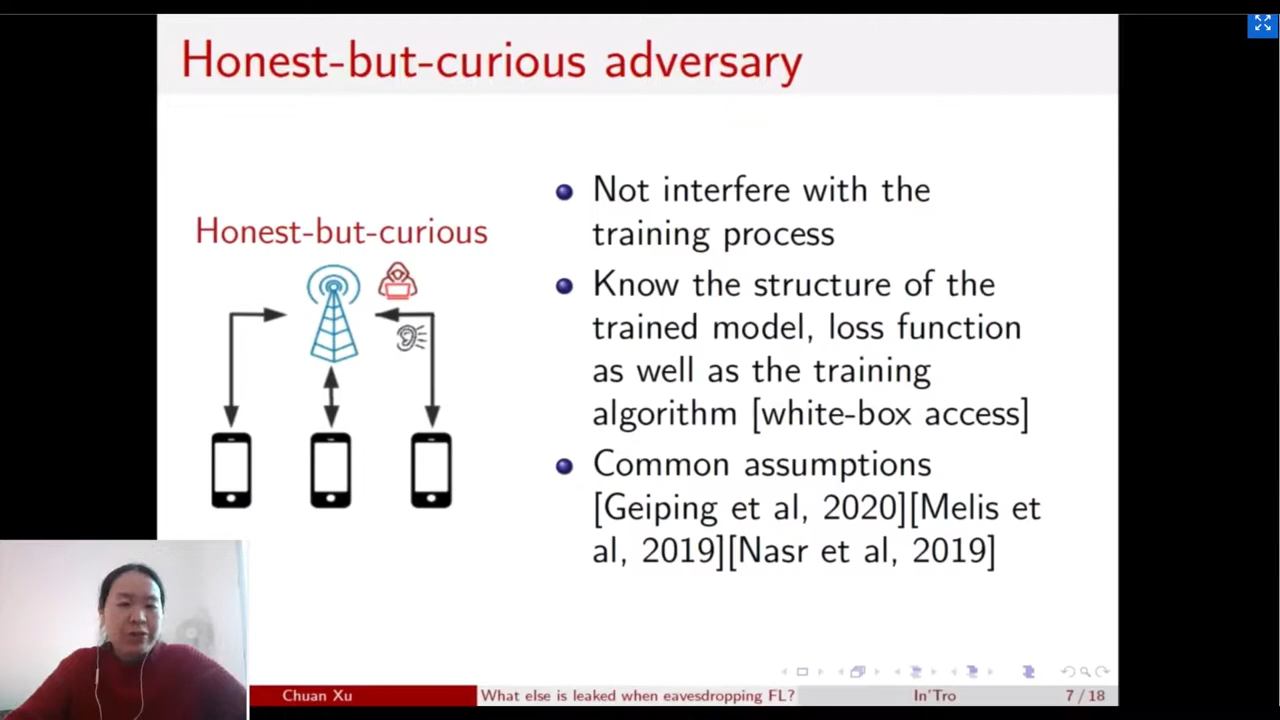 Honest-but-curious adversary
Honest-but-curious
Not interfere with the
training process
Know the structure of the
trained model, loss function
as well as the training
algorithm [white-box access]
Common assumptions
[Geiping et al, 2020][Melis et
al, 2019][Nasr et al, 2019]
Chuan Xu
What else is leaked when eavesdropping FL?
In'Tro
7 / 18